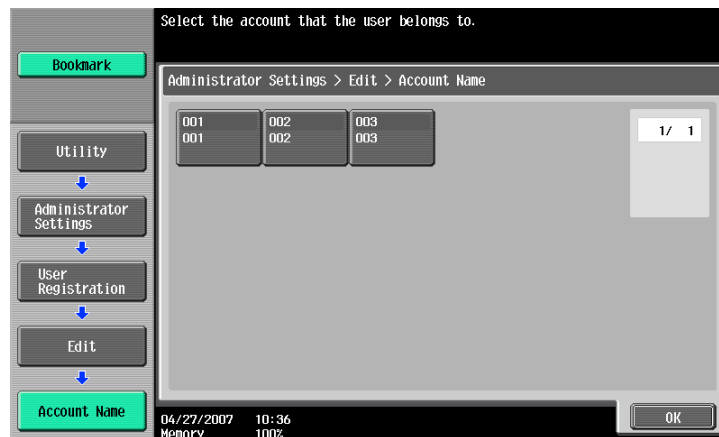 Select the account that the user belongs to.
Bookmark
Administrator Settings > Edit > Account Name
001
001
002
002
003
003
1/ 1
Utility
Administrator
Settings
User
Registration
Edit
Account Name
04/27/2007 10:36
Memory 100%
OK